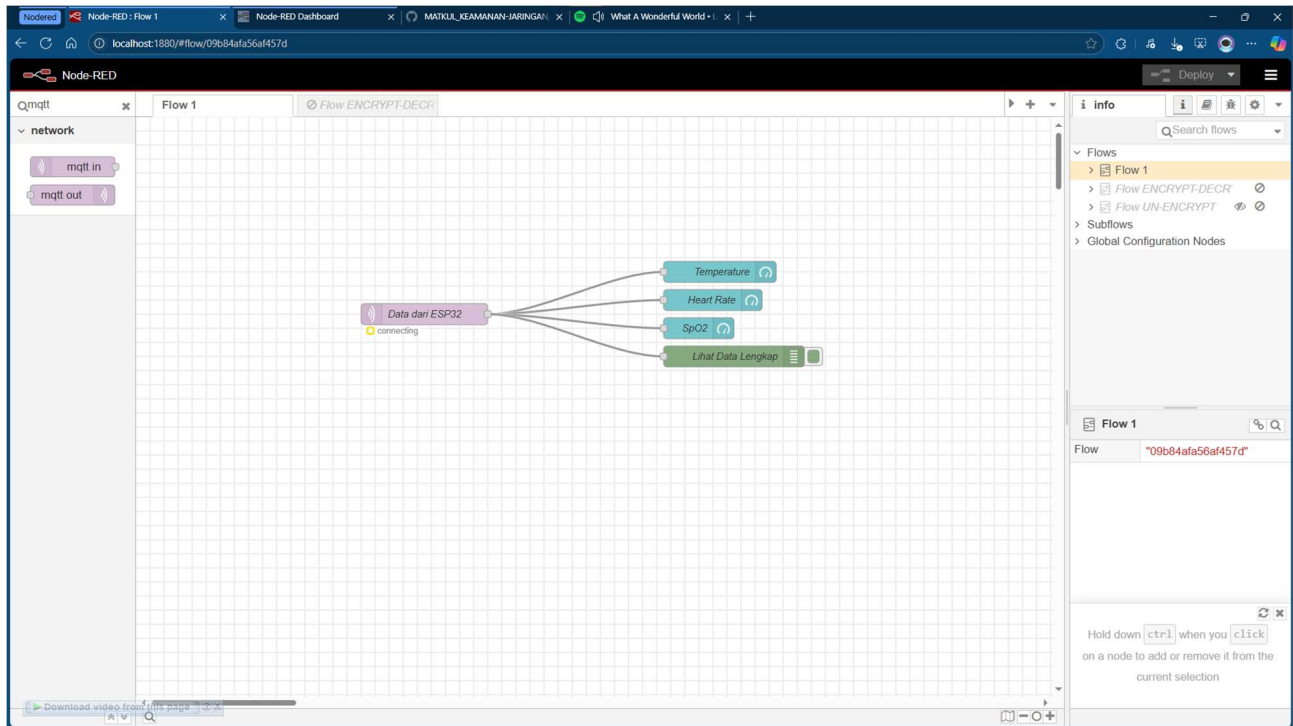 Nodered
Node-RED : Flow 1
Node-RED Dashboard
MATKUL_KEAMANAN-JARINGAN
What A Wonderful World • L
localhost:1880/#flow/09b84afa56af457d
Node-RED
Deploy
mqtt
Flow 1
Flow ENCRYPT-DECR
i info
i
Search flows
network
mqtt in
mqtt out
Flows
Flow 1
Flow ENCRYPT-DECR
Flow UN-ENCRYPT
Subflows
Global Configuration Nodes
Temperature
Heart Rate
Data dari ESP32
SpO2
connecting
Lihat Data Lengkap
Flow 1
Flow "09b84afa56af457d"
Hold down ctrl when you click
on a node to add or remove it from the
current selection
Download video from this page ? X